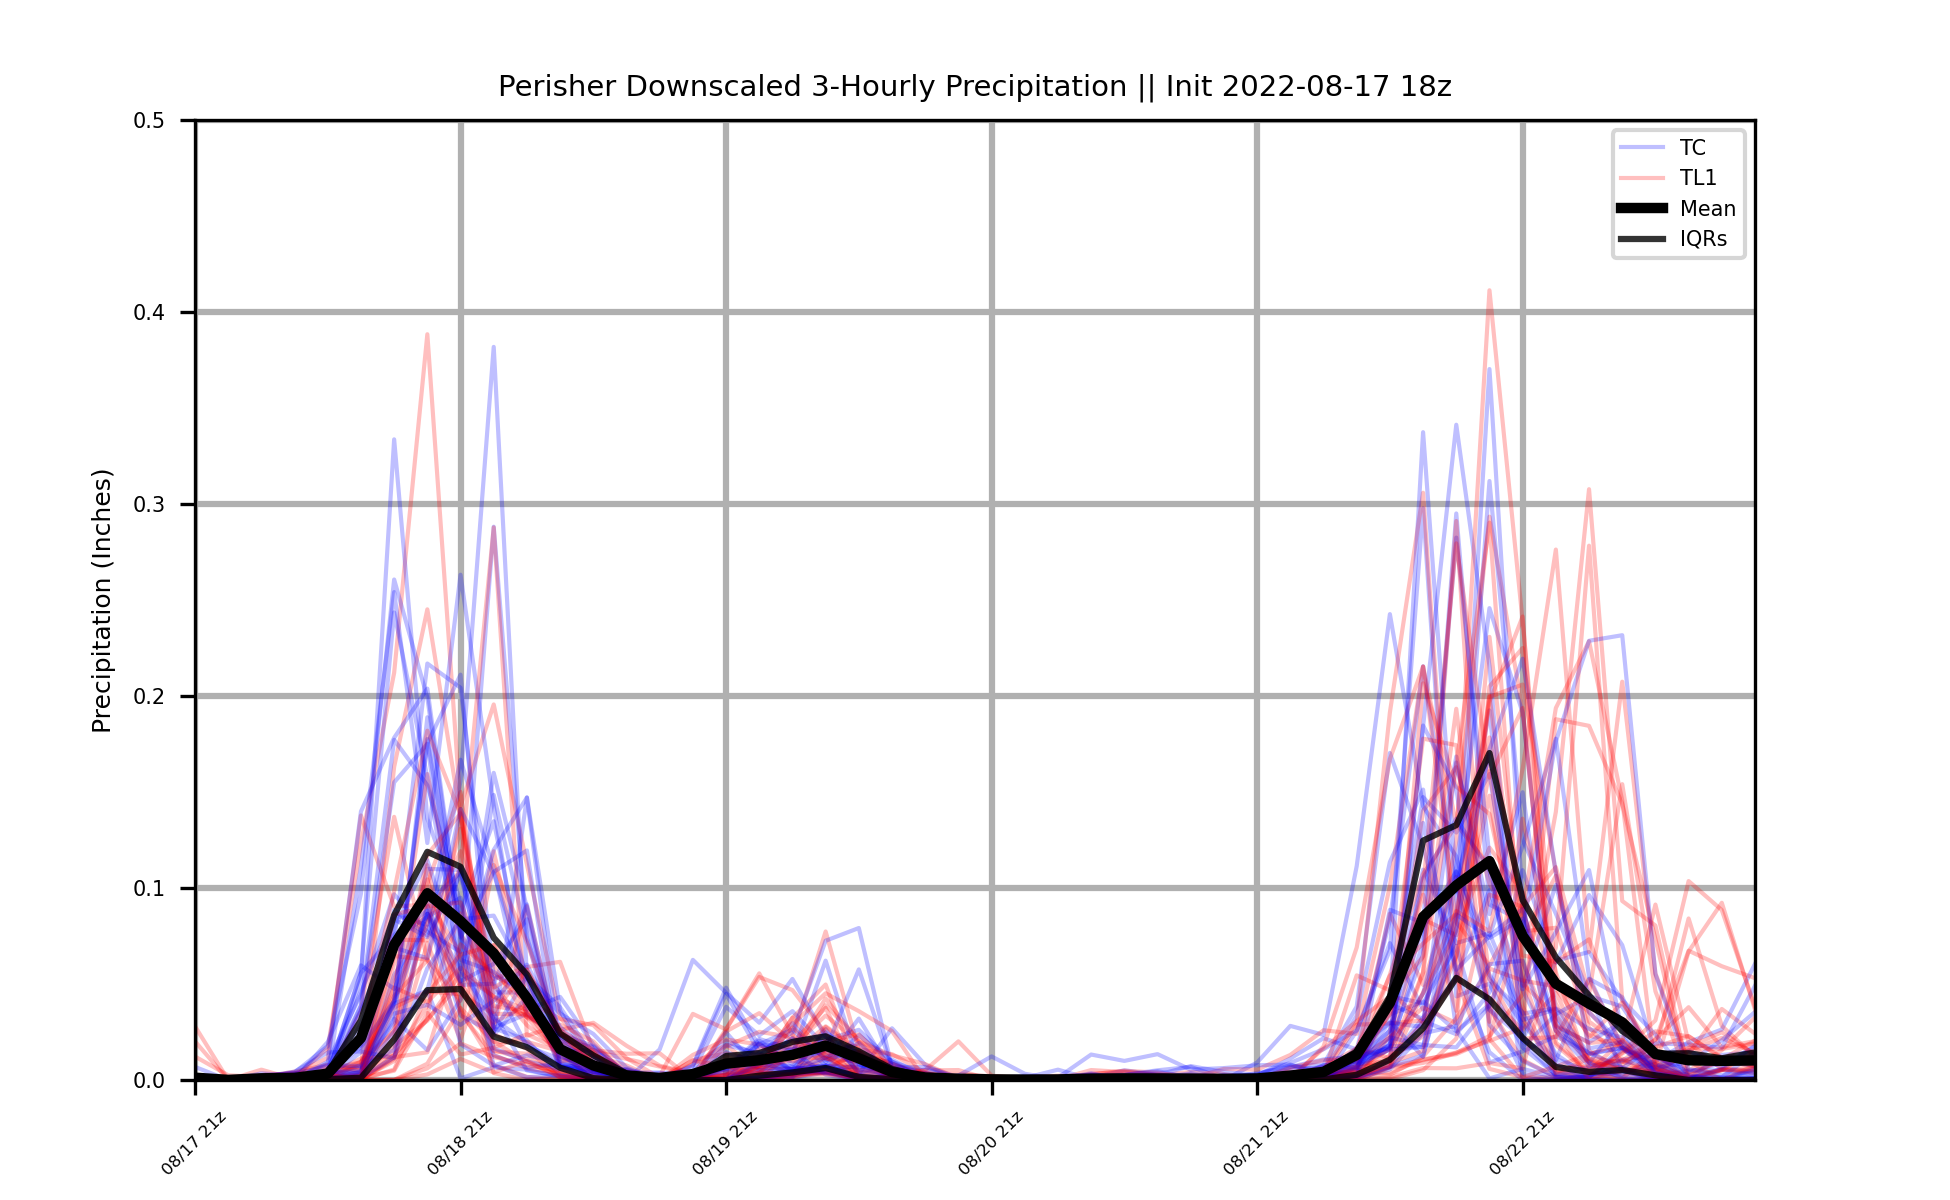 Perisher Downscaled 3-Hourly Precipitation || Init 2022-08-17 18z
TC
TL1
Mean
IQRs
Precipitation (Inches)
0.5
0.4
0.3
0.2
0.1
0.0
08/17 21z
08/18 21z
08/19 21z
08/20 21z
08/21 21z
08/22 21z